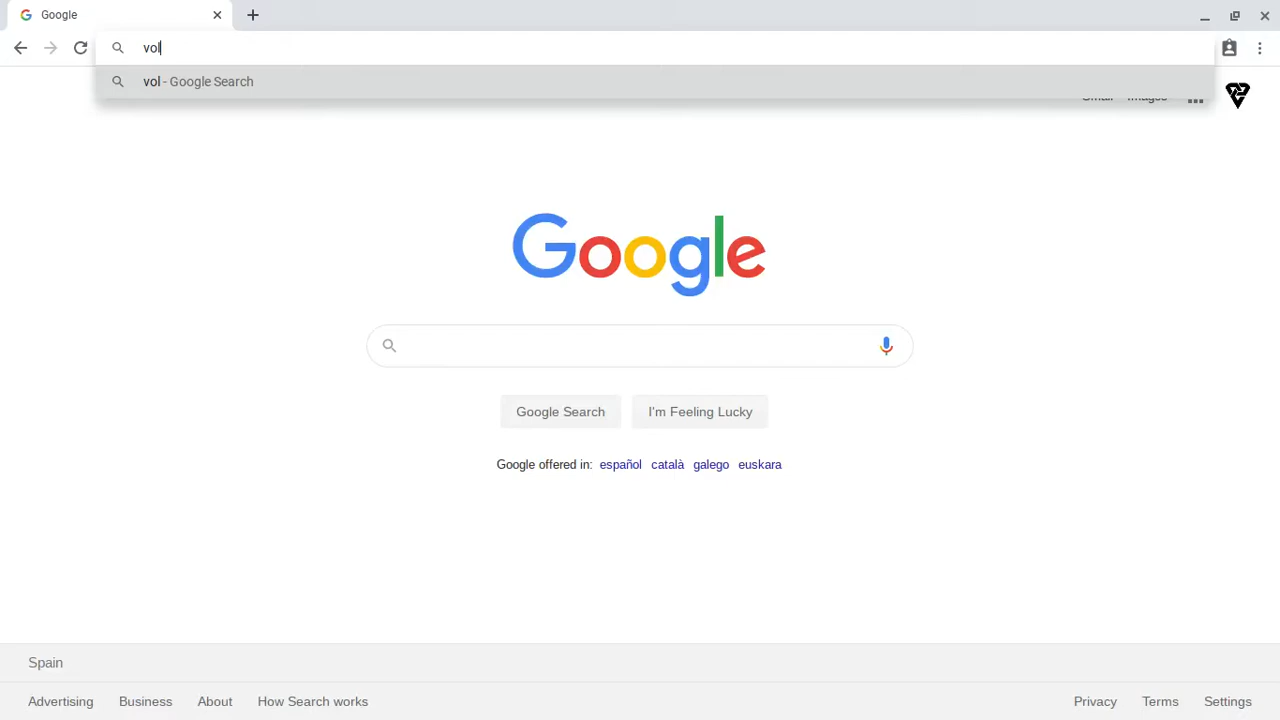 Google
vol
vol - Google Search
Gmail Images
Google
Google Search I'm Feeling Lucky
Google offered in: español català galego euskara
Spain
Advertising Business About How Search works Privacy Terms Settings